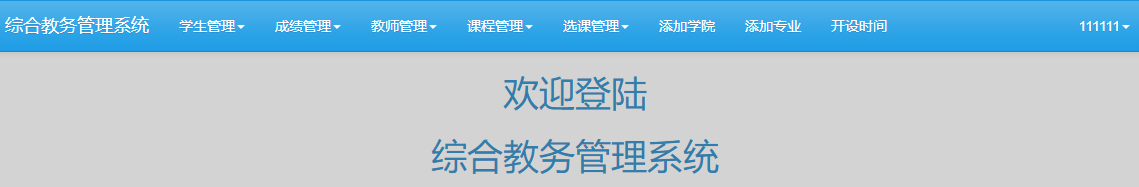 综合教务管理系统 学生管理 成绩管理 教师管理 课程管理 选课管理 添加学院 添加专业 开设时间 111111
欢迎登陆
综合教务管理系统